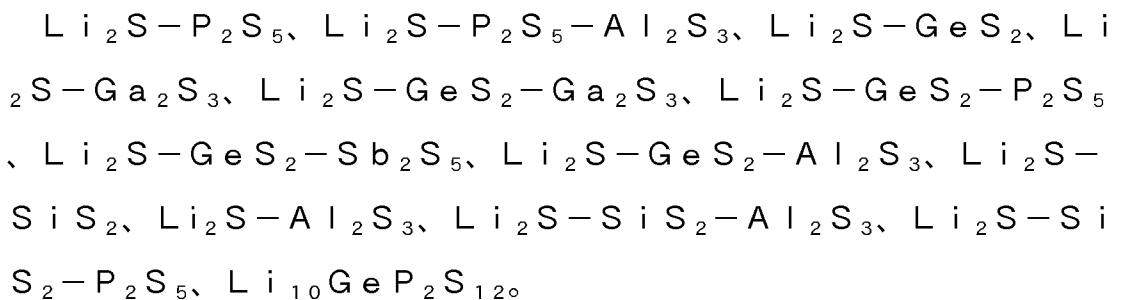 Li₂S－P₂S₅、Li₂S－P₂S₅－Al₂S₃、Li₂S－GeS₂、Li
₂S－Ga₂S₃、Li₂S－GeS₂－Ga₂S₃、Li₂S－GeS₂－P₂S₅
、Li₂S－GeS₂－Sb₂S₅、Li₂S－GeS₂－Al₂S₃、Li₂S－
SiS₂、Li₂S－Al₂S₃、Li₂S－SiS₂－Al₂S₃、Li₂S－Si
S₂－P₂S₅、Li₁₀GeP₂S₁₂。